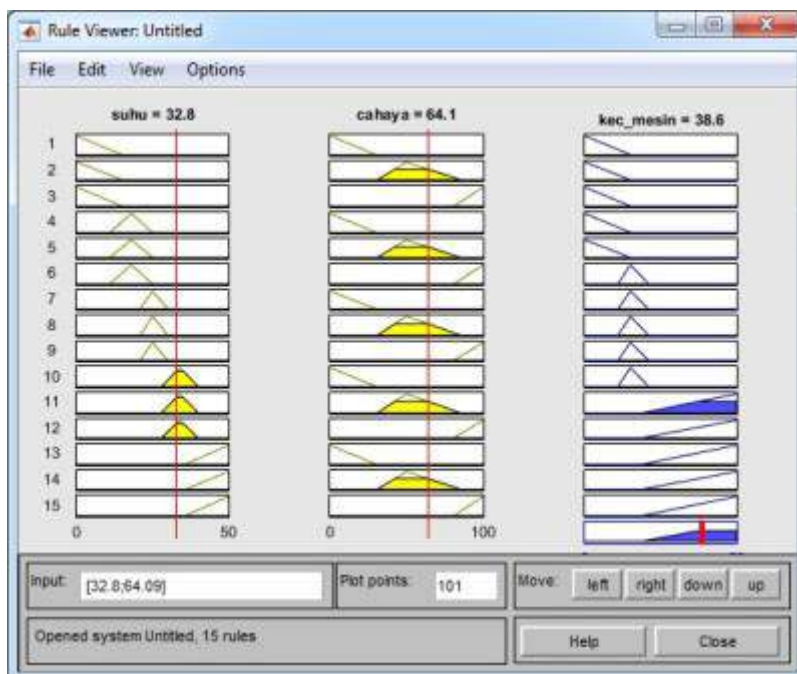 Rule Viewer: Untitled
File Edit View Options
suhu = 32.8 cahaya = 64.1 kec_mesin = 38.6
1
2
3
4
5
6
7
8
9
10
11
12
13
14
15
0 50 0 100
Input: [32.8;64.09] Plot points: 101 Move: left right down up
Opened system Untitled, 15 rules Help Close